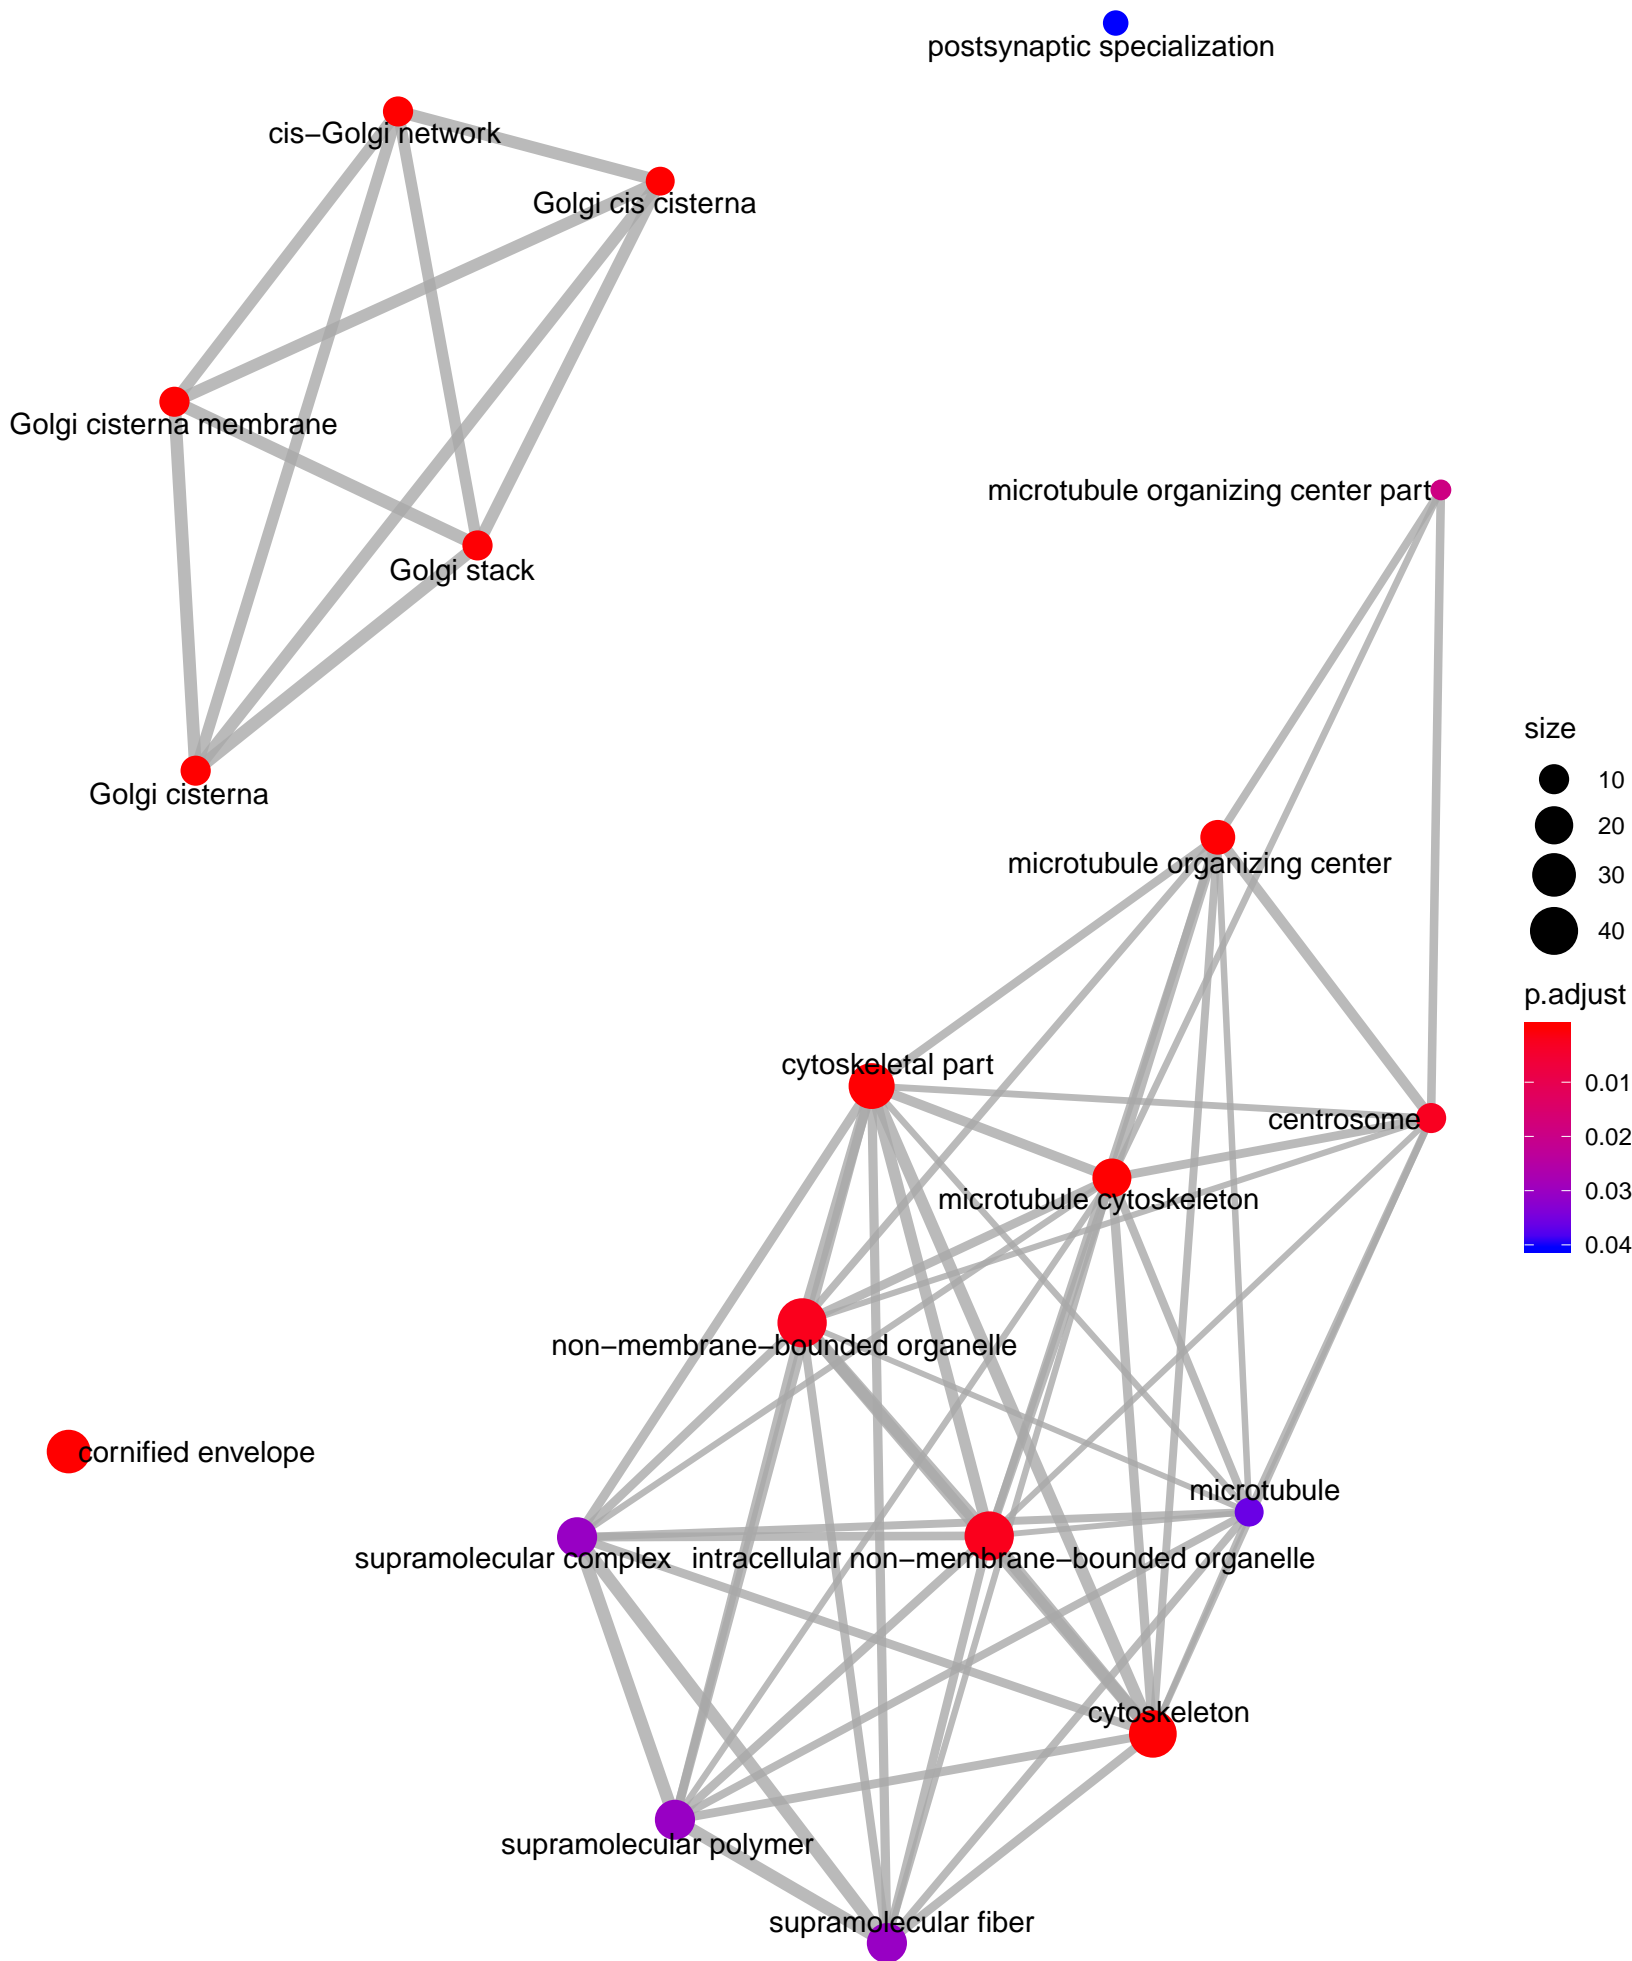 postsynaptic specialization
cis−Golgi network
Golgi cis cisterna
Golgi cisterna membrane
microtubule organizing center part
Golgi stack
size
10
Golgi cisterna
20
microtubule organizing center
30
40
p.adjust
cytoskeletal part
0.01
centrosome
0.02
microtubule cytoskeleton
0.03
0.04
non−membrane−bounded organelle
cornified envelope
microtubule
supramolecular complex
intracellular non−membrane−bounded organelle
cytoskeleton
supramolecular polymer
supramolecular fiber